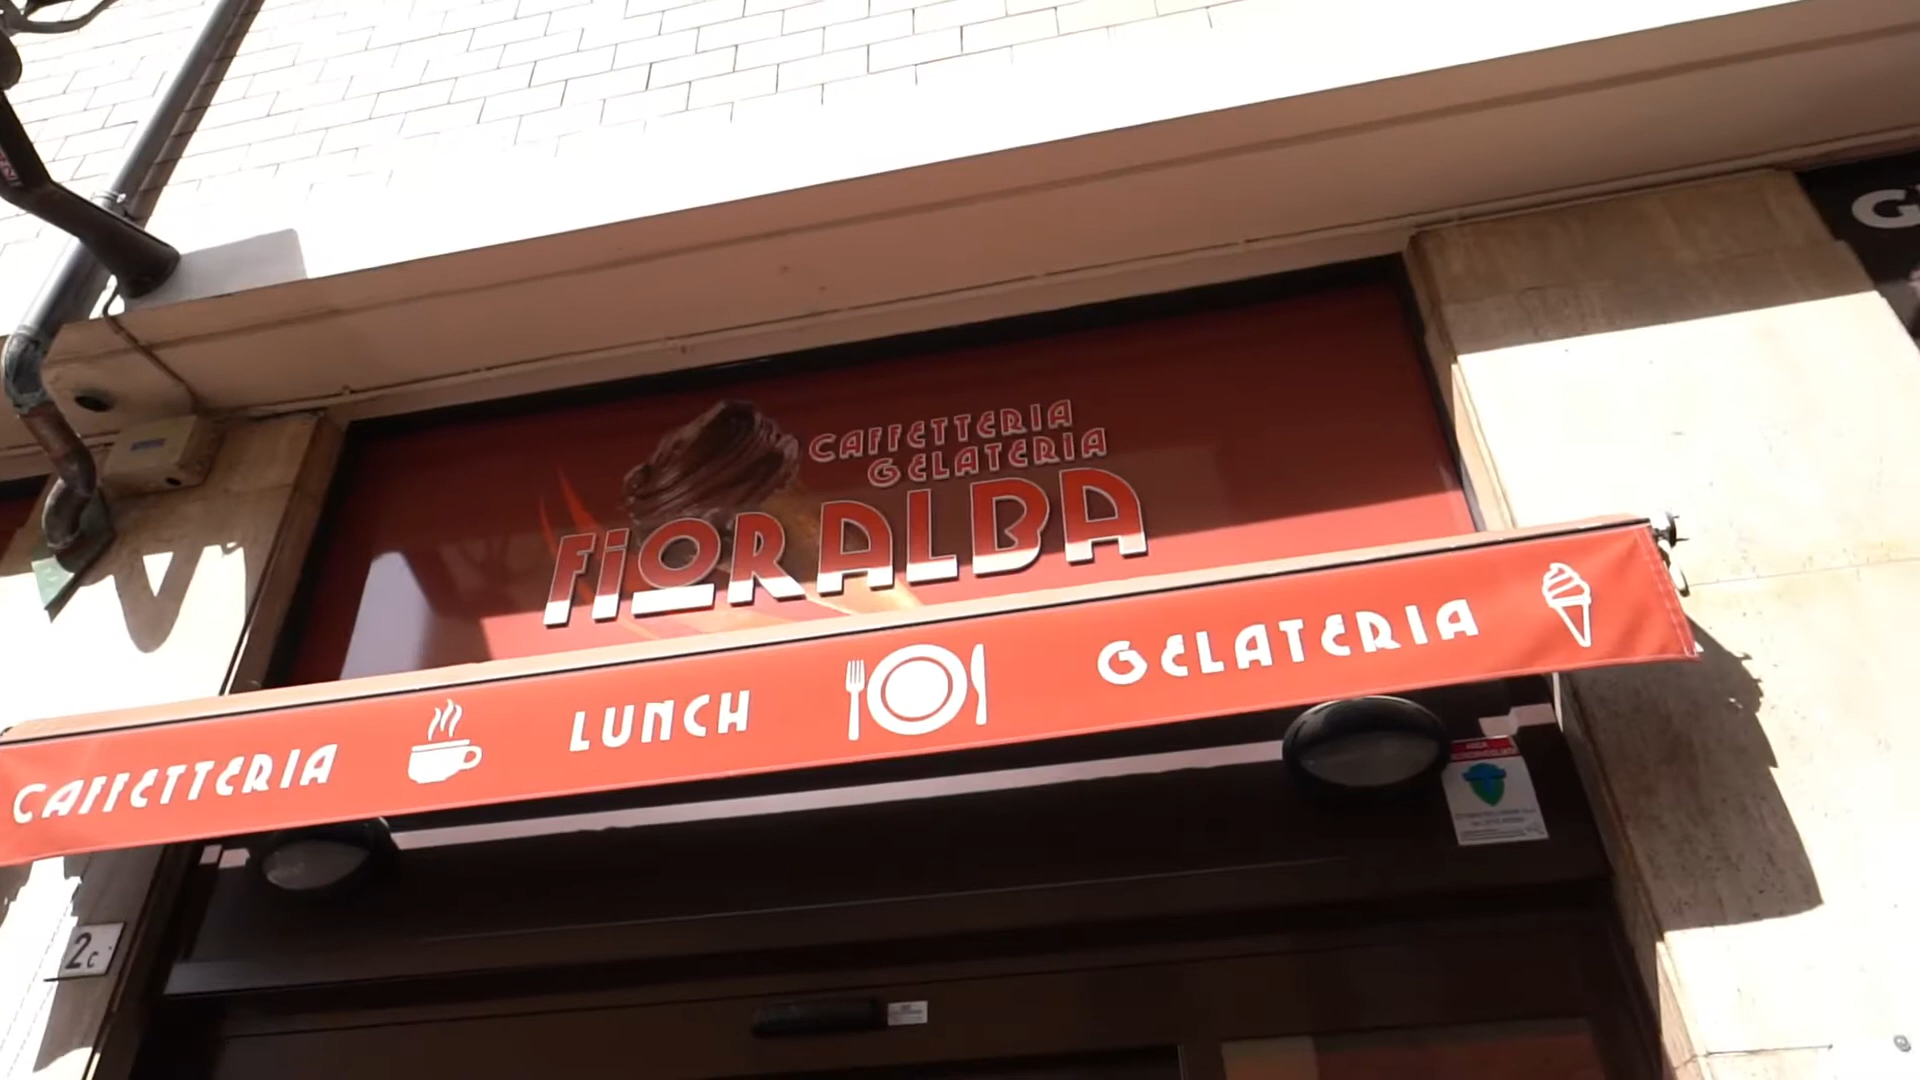 CAFFETTERIA
GELATERIA
FIORALBA
CAFFETTERIA LUNCH GELATERIA
2c
G